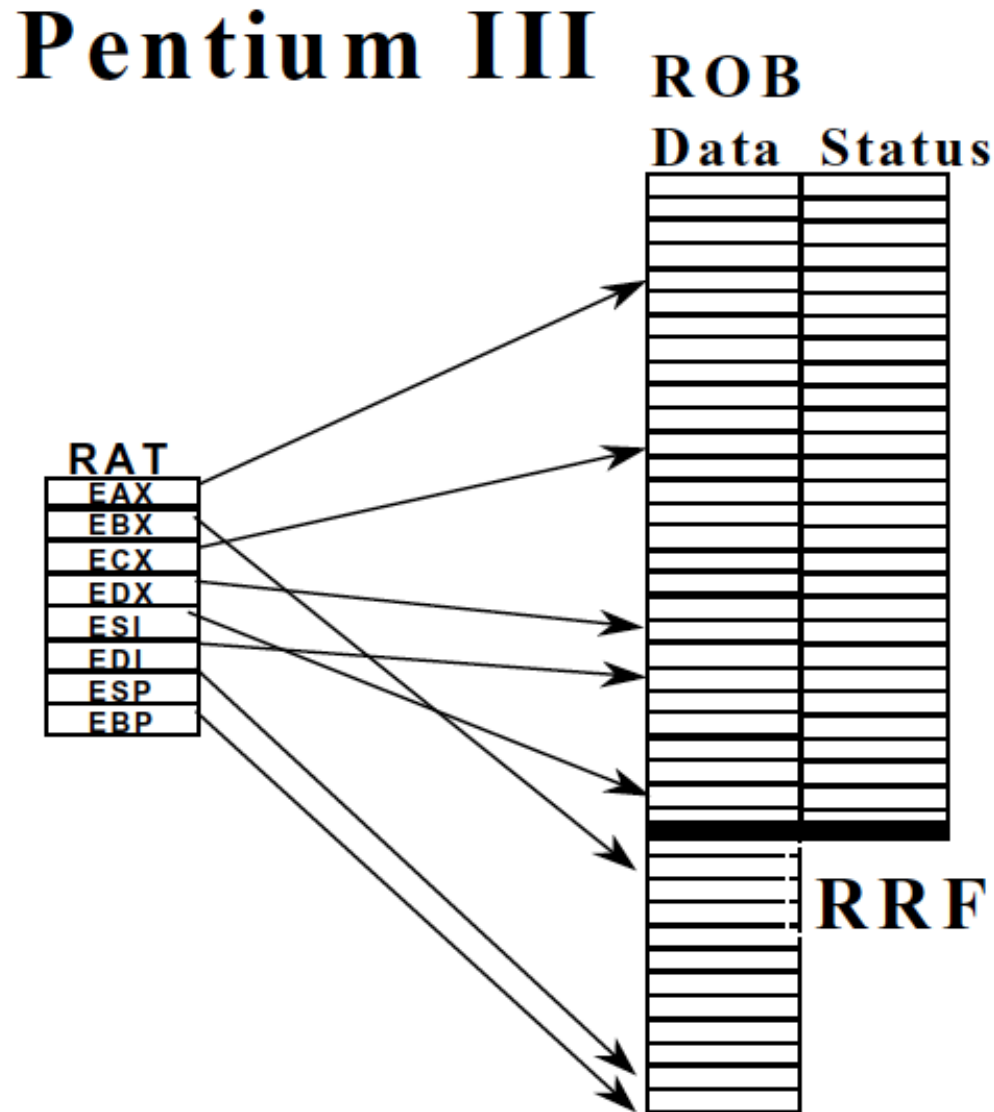 Pentium III
ROB
Data Status
RAT
EAX
EBX
ECX
EDX
ESI
EDI
ESP
EBP
RRF